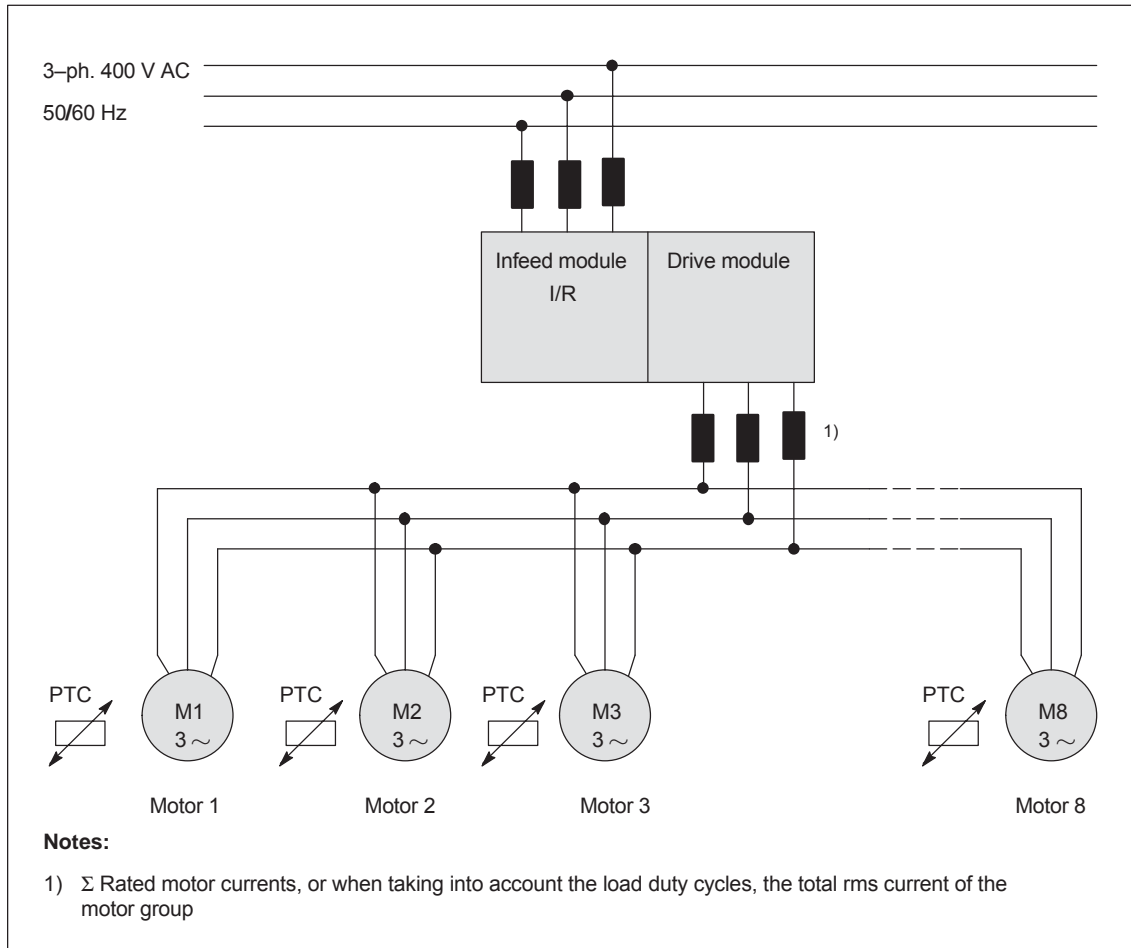 3–ph. 400 V AC
50/60 Hz
Infeed module
I/R
Drive module
1)
PTC
M1
3 ~
PTC
M2
3 ~
PTC
M3
3 ~
PTC
M8
3 ~
Motor 1
Motor 2
Motor 3
Motor 8
Notes:
1) Σ Rated motor currents, or when taking into account the load duty cycles, the total rms current of the
motor group